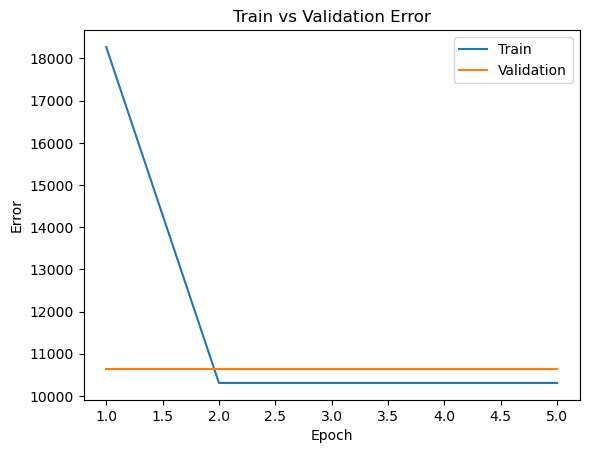 Train vs Validation Error
Train
Validation
Error
18000
17000
16000
15000
14000
13000
12000
11000
10000
1.0 1.5 2.0 2.5 3.0 3.5 4.0 4.5 5.0
Epoch